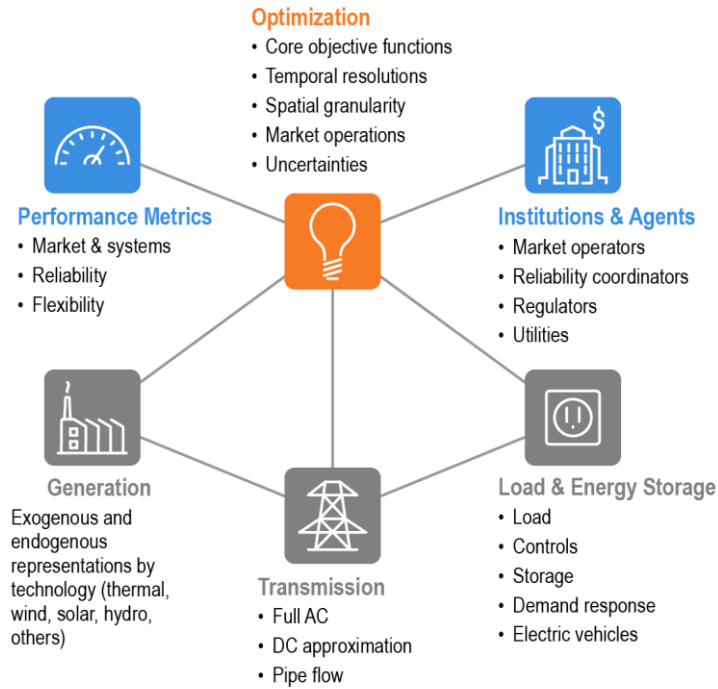 Optimization
• Core objective functions
• Temporal resolutions
• Spatial granularity
• Market operations
• Uncertainties
$
Performance Metrics
• Market & systems
• Reliability
• Flexibility
Institutions & Agents
• Market operators
• Reliability coordinators
• Regulators
• Utilities
Generation
Exogenous and
endogenous
representations by
technology (thermal,
wind, solar, hydro,
others)
Transmission
• Full AC
• DC approximation
• Pipe flow
Load & Energy Storage
• Load
• Controls
• Storage
• Demand response
• Electric vehicles